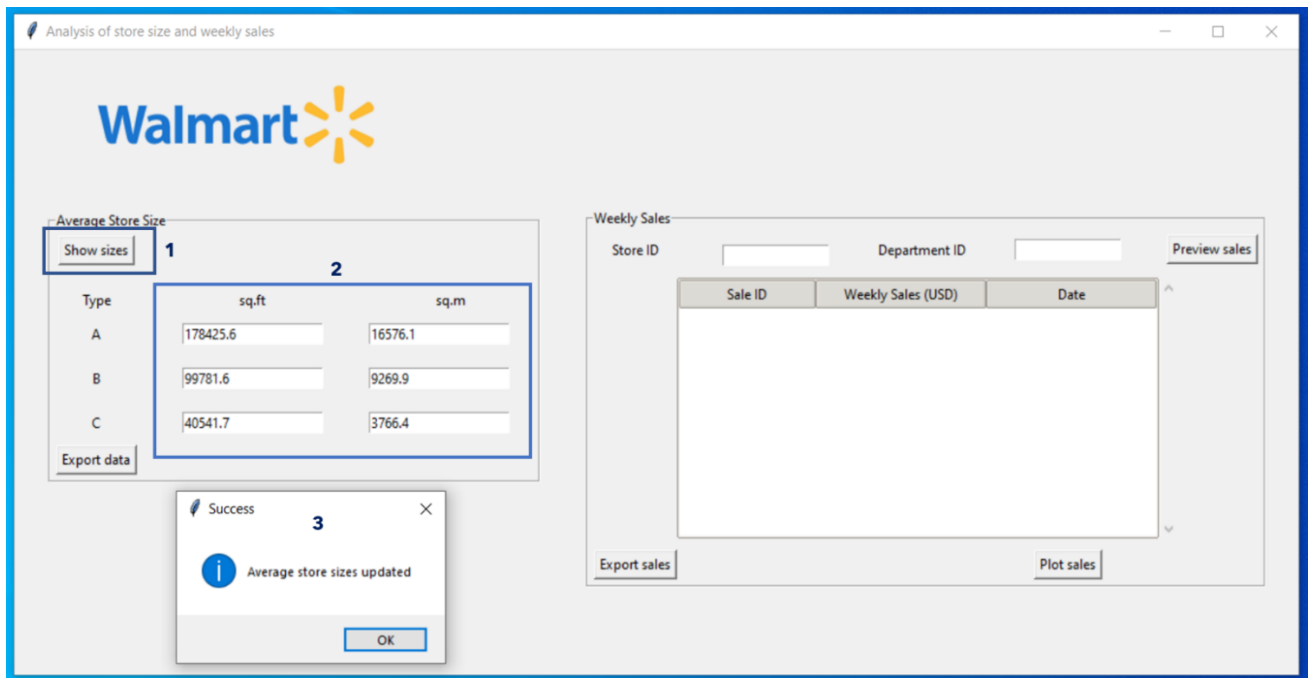 Analysis of store size and weekly sales
Walmart
Average Store Size
Show sizes 1
2
Type sq.ft sq.m
A 178425.6 16576.1
B 99781.6 9269.9
C 40541.7 3766.4
Export data
Success
3
Average store sizes updated
OK
Weekly Sales
Store ID Department ID Preview sales
Sale ID Weekly Sales (USD) Date
Export sales Plot sales